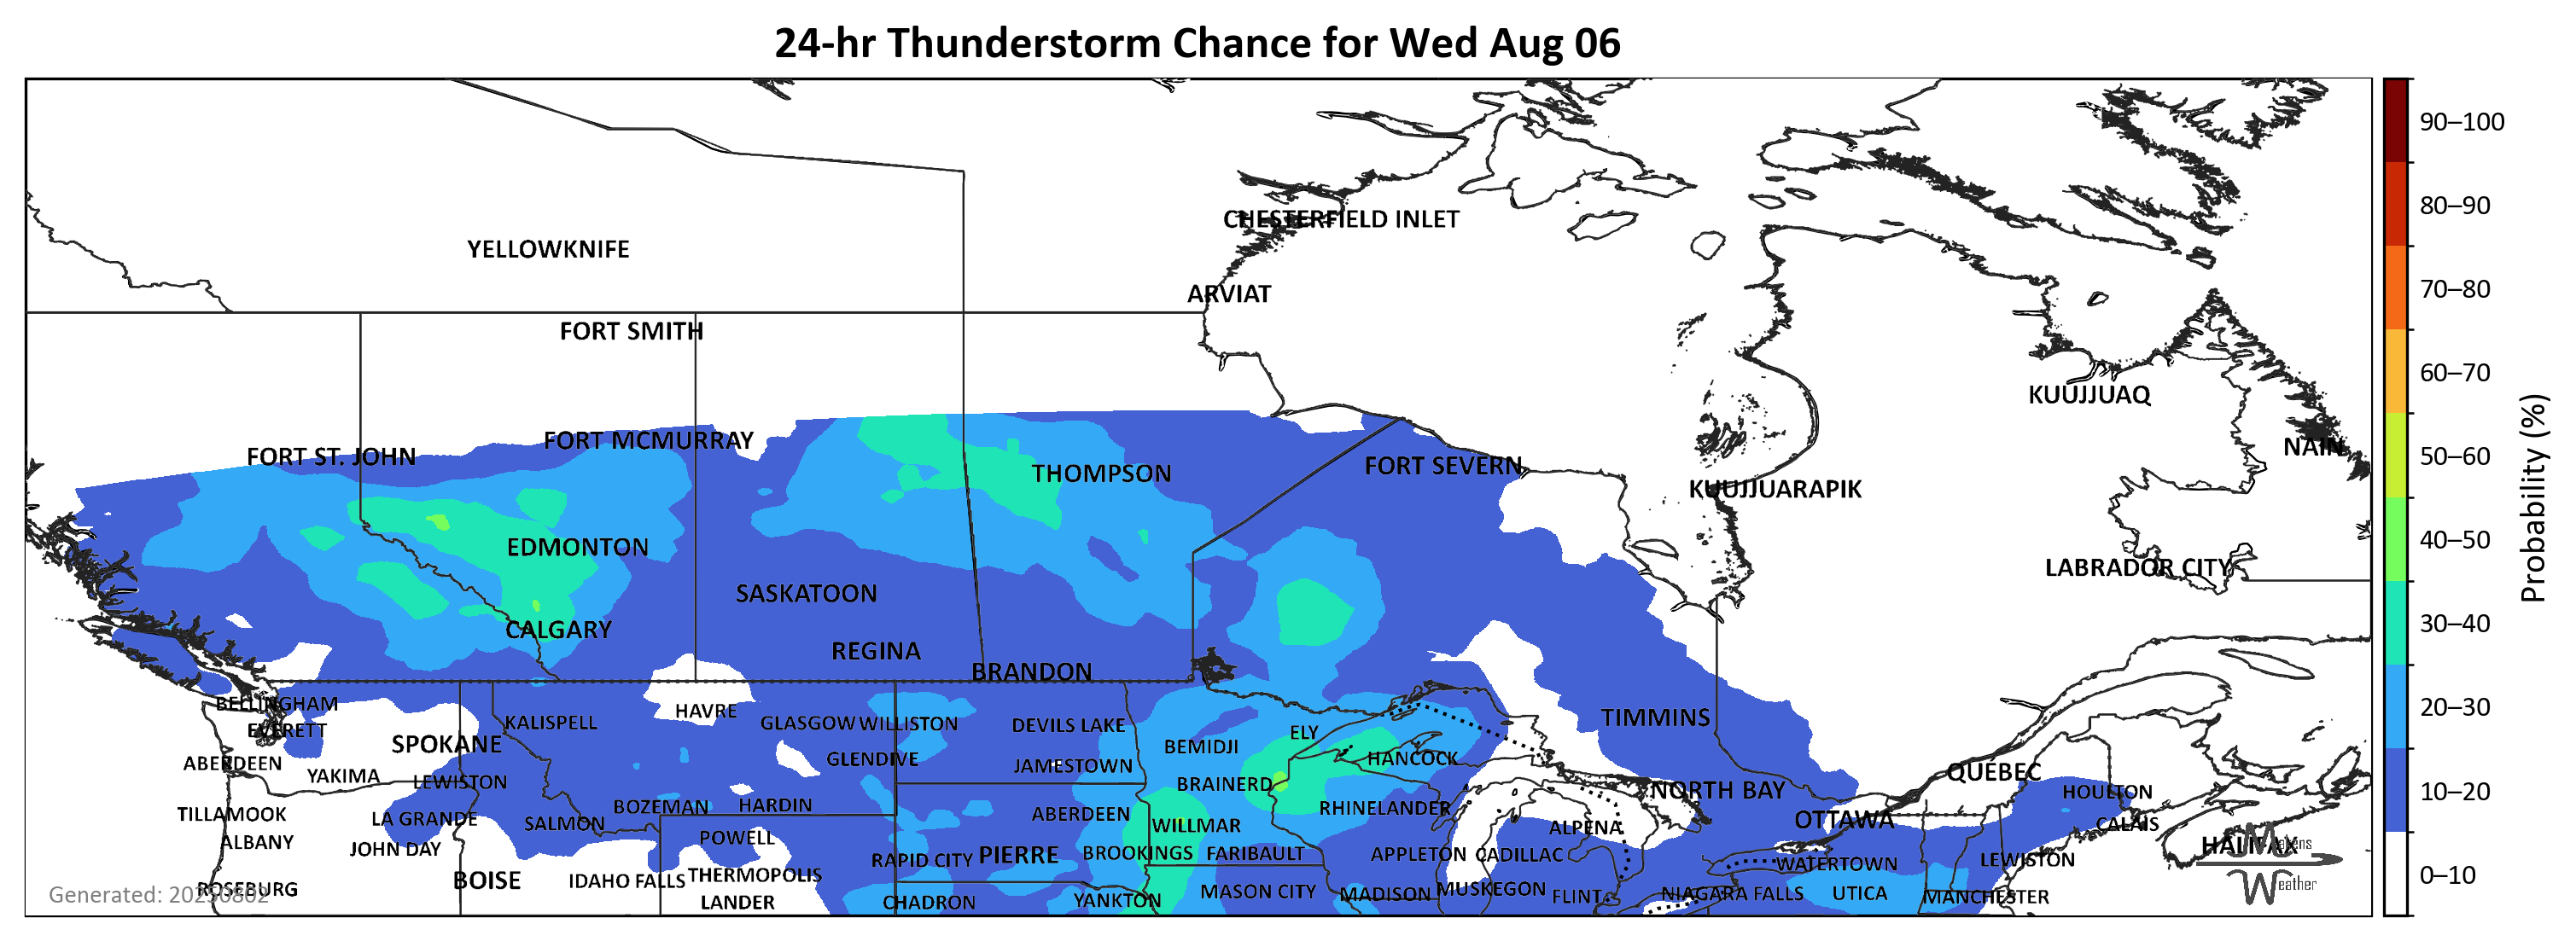 24-hr Thunderstorm Chance for Wed Aug 06
90–100
80–90
CHESTERFIELD INLET
YELLOWKNIFE
70–80
ARVIAT
FORT SMITH
60–70
KUUJJUAQ
FORT MCMURRAY
NAIN
FORT ST. JOHN
50–60
FORT SEVERN
THOMPSON
KUUJJUARAPIK
Probability (%)
40–50
EDMONTON
LABRADOR CITY
SASKATOON
30–40
CALGARY
REGINA
BRANDON
BELLINGHAM
HAVRE
20–30
TIMMINS
KALISPELL
GLASGOW
WILLISTON
DEVILS LAKE
EVERETT
ELY
SPOKANE
BEMIDJI
ABERDEEN
GLENDIVE
HANCOCK
JAMESTOWN
QUÉBEC
YAKIMA
LEWISTON
BRAINERD
NORTH BAY
HOULTON
10–20
BOZEMAN
HARDIN
RHINELANDER
TILLAMOOK
LA GRANDE
SALMON
ABERDEEN
WILLMAR
ALPENA
OTTAWA
CALAIS
ALBANY
POWELL
HALIFAX
Makens
JOHN DAY
RAPID CITY
PIERRE
BROOKINGS
FARIBAULT
APPLETON
CADILLAC
WATERTOWN
LEWISTON
BOISE
IDAHO FALLS
THERMOPOLIS
0–10
Weather
ROSEBURG
Generated: 20250802
LANDER
CHADRON
YANKTON
MASON CITY
MADISON
MUSKEGON
FLINT
NIAGARA FALLS
UTICA
MANCHESTER